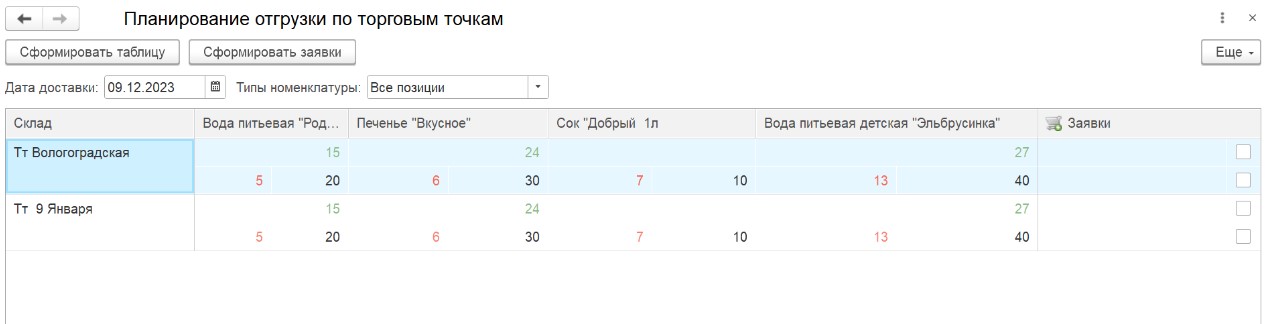 Планирование отгрузки по торговым точкам
Сформировать таблицу Сформировать заявки Еще
Дата доставки: 09.12.2023 Типы номенклатуры: Все позиции
Склад Вода питьевая "Род... Печенье "Вкусное" Сок "Добрый 1л Вода питьевая детская "Эльбрусинка" Заявки
Тт Вологоградская 15 24 27
5 20 6 30 7 10 13 40
Тт 9 Января 15 24 27
5 20 6 30 7 10 13 40